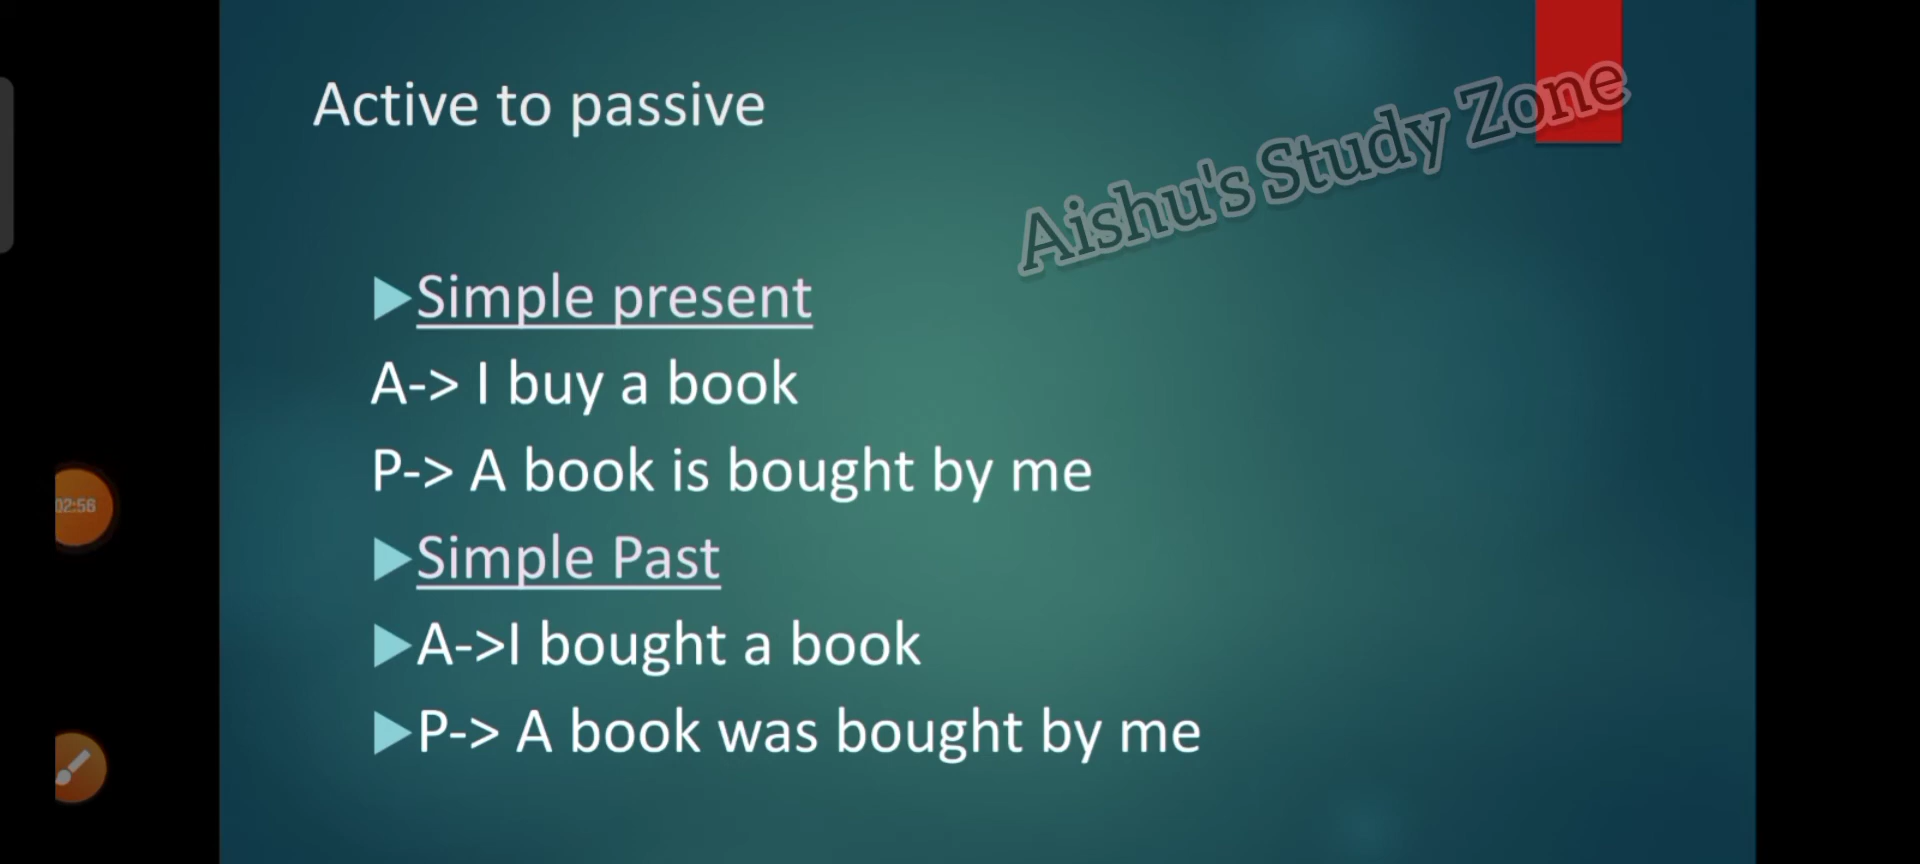 Active to passive
Aishu's Study Zone
Simple present
A-> I buy a book
P-> A book is bought by me
Simple Past
A->I bought a book
P-> A book was bought by me
02:56